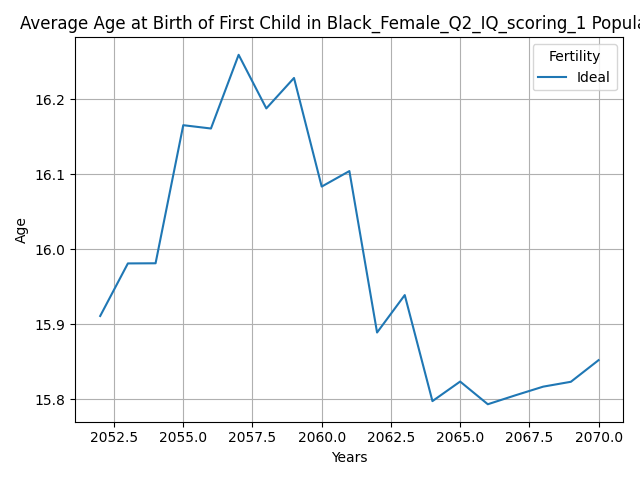 Average Age at Birth of First Child in Black_Female_Q2_IQ_scoring_1 Popula
Fertility
Ideal
16.2
16.1
16.0
15.9
15.8
Age
2052.5 2055.0 2057.5 2060.0 2062.5 2065.0 2067.5 2070.0
Years